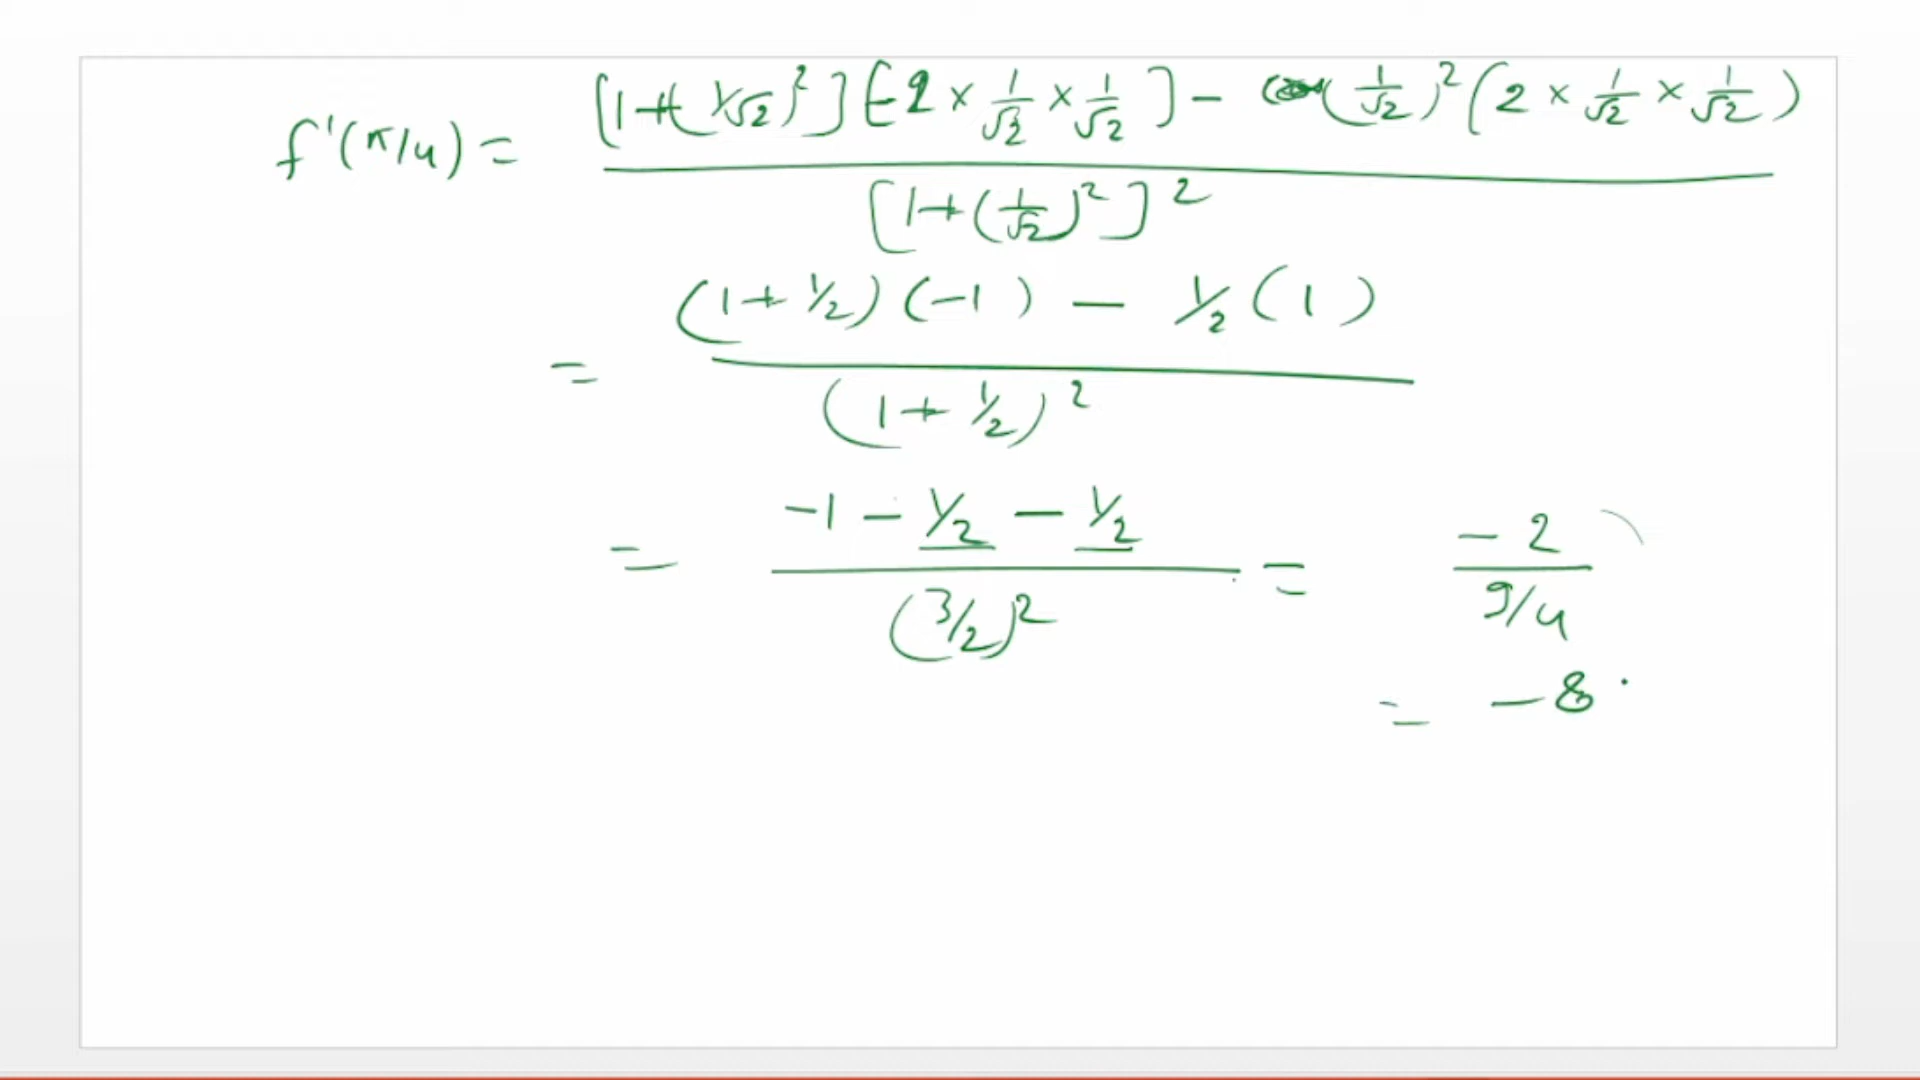 f'(π/4) = [1+(1/√2)²][-2 × 1/√2 × 1/√2] - (1/√2)²(2 × 1/√2 × 1/√2) / [1+(1/√2)²]²
= (1+1/2)(-1) - 1/2(1) / (1+1/2)²
= -1 - 1/2 - 1/2 / (3/2)² = -2 / 9/4
= -8